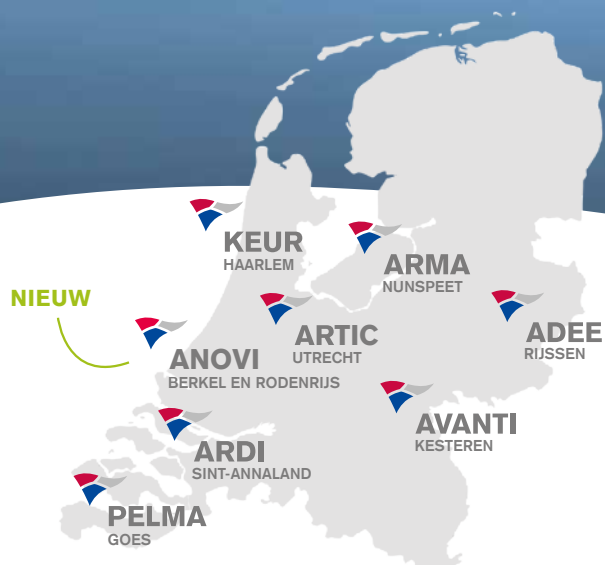 KEUR
HAARLEM
ARMA
NUNSPEET
NIEUW
ARTIC
UTRECHT
ADEE
RIJSSEN
ANOVI
BERKEL EN RODENRIJS
AVANTI
KESTEREN
ARDI
SINT-ANNALAND
PELMA
GOES